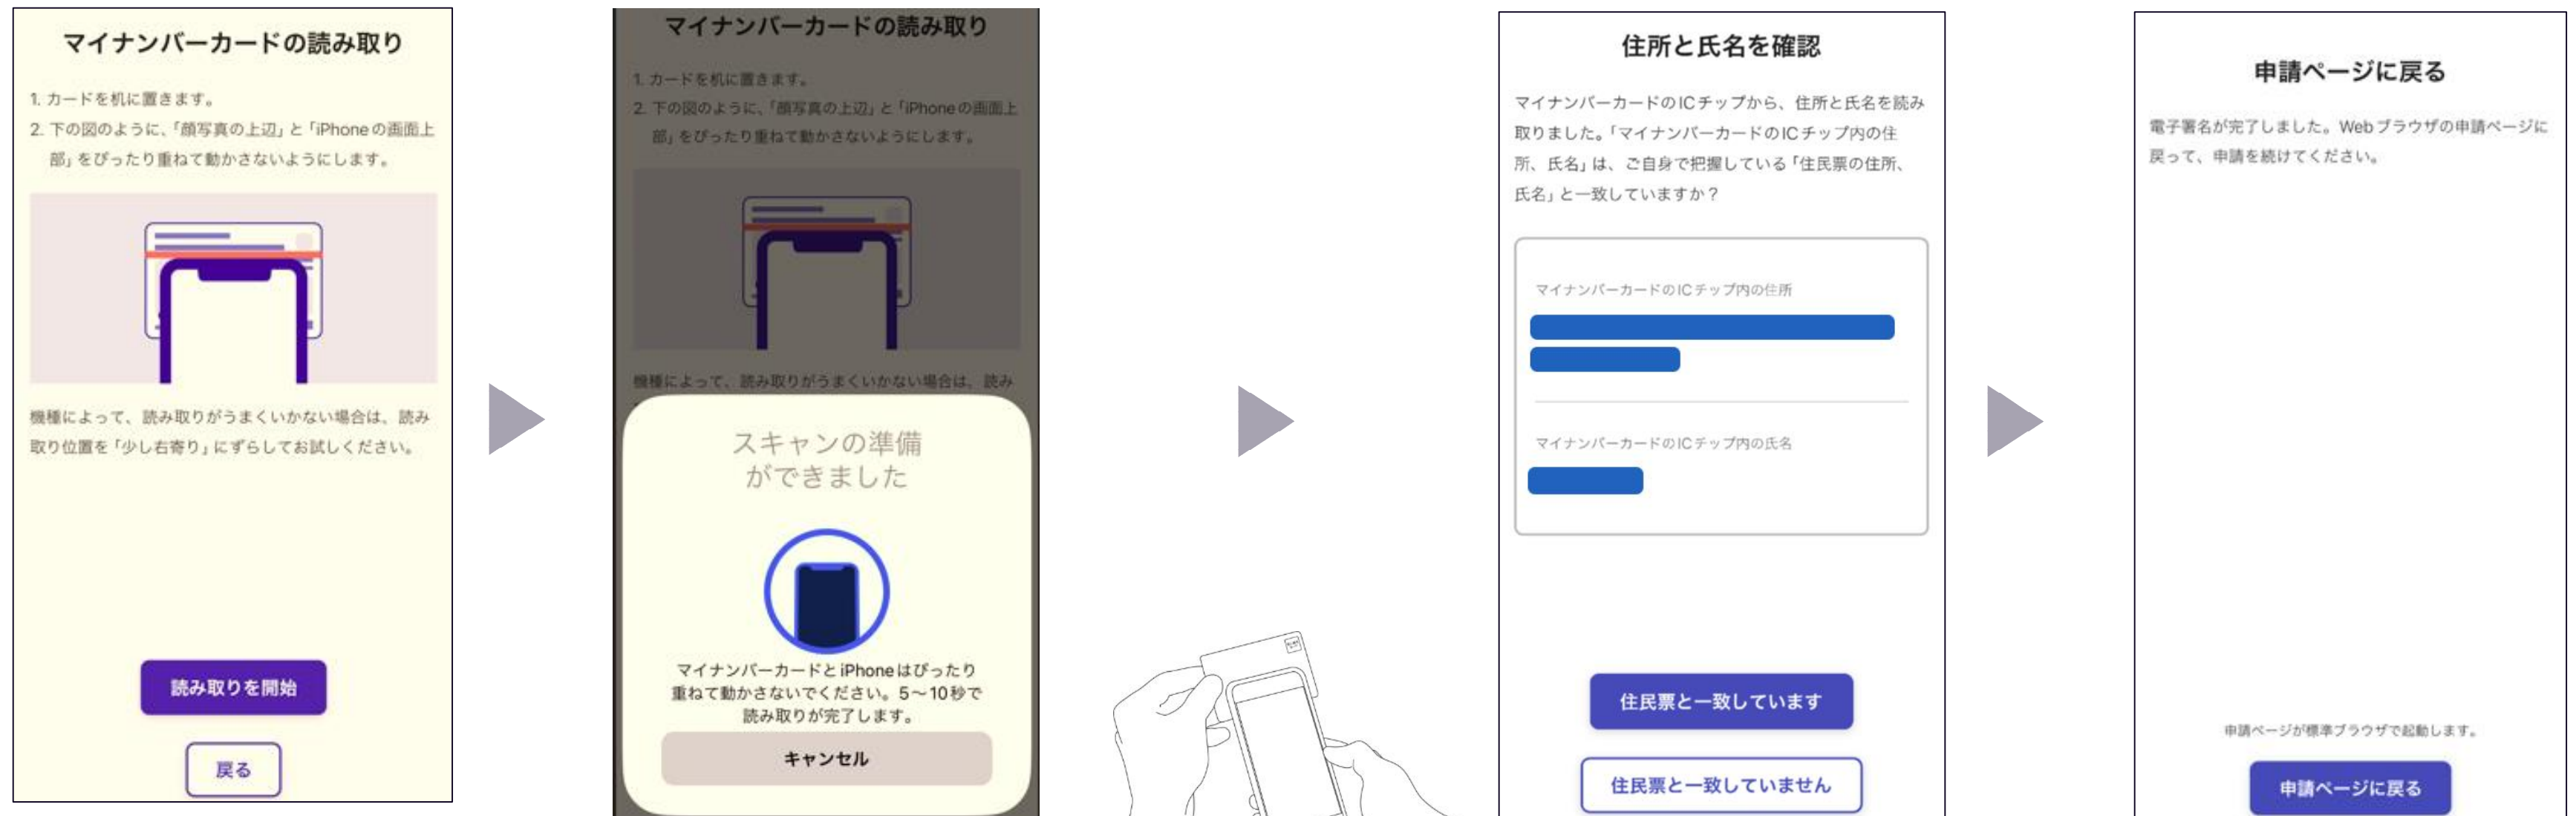 マイナンバーカードの読み取り
1. カードを机に置きます。
2. 下の図のように、「顔写真の上辺」と「iPhoneの画面上
部」をぴったり重ねて動かさないようにします。
機種によって、読み取りがうまくいかない場合は、読み
取り位置を「少し右寄り」にずらしてお試しください。
読み取りを開始
戻る
マイナンバーカードの読み取り
1. カードを机に置きます。
2. 下の図のように、「顔写真の上辺」と「iPhoneの画面上
部」をぴったり重ねて動かさないようにします。
機種によって、読み取りがうまくいかない場合は、読み
スキャンの準備
ができました
マイナンバーカードとiPhoneはぴったり
重ねて動かさないでください。5〜10秒で
読み取りが完了します。
キャンセル
住所と氏名を確認
マイナンバーカードのICチップから、住所と氏名を読み
取りました。「マイナンバーカードのICチップ内の住
所、氏名」は、ご自身で把握している「住民票の住所、
氏名」と一致していますか？
マイナンバーカードのICチップ内の住所
マイナンバーカードのICチップ内の氏名
住民票と一致しています
住民票と一致していません
申請ページに戻る
電子署名が完了しました。Webブラウザの申請ページに
戻って、申請を続けてください。
申請ページが標準ブラウザで起動します。
申請ページに戻る